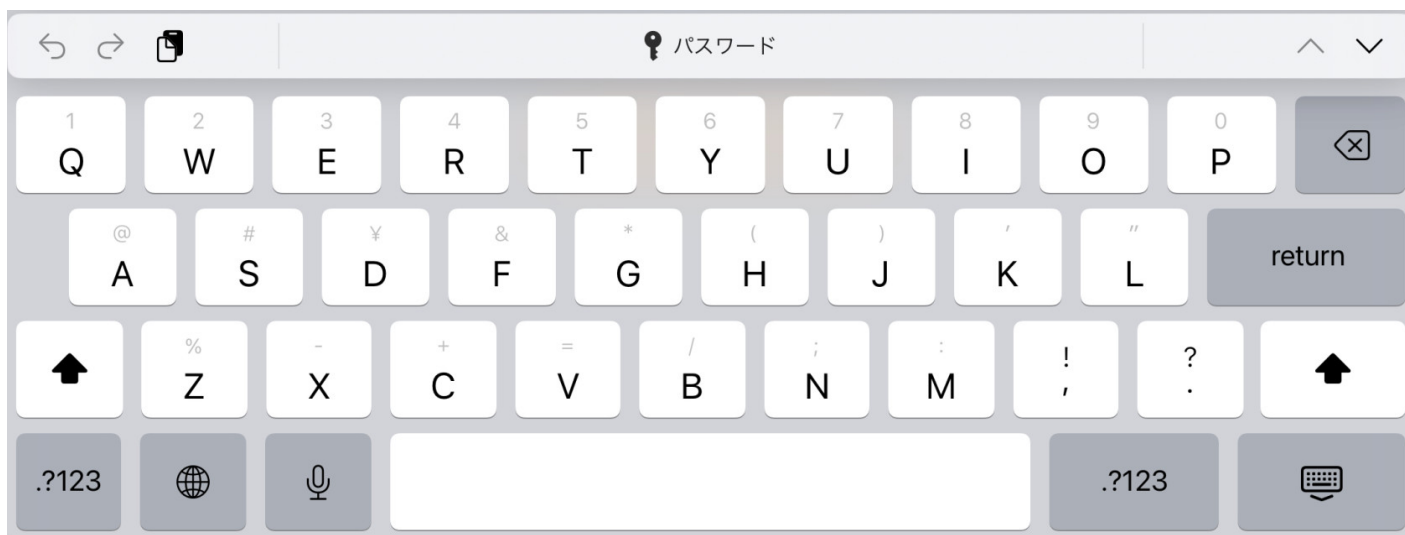 パスワード
1 2 3 4 5 6 7 8 9 0
Q W E R T Y U I O P
@ # ¥ & * ( ) ' "
A S D F G H J K L return
% - + = / ; : ! ?
Z X C V B N M , .
.?123 .?123